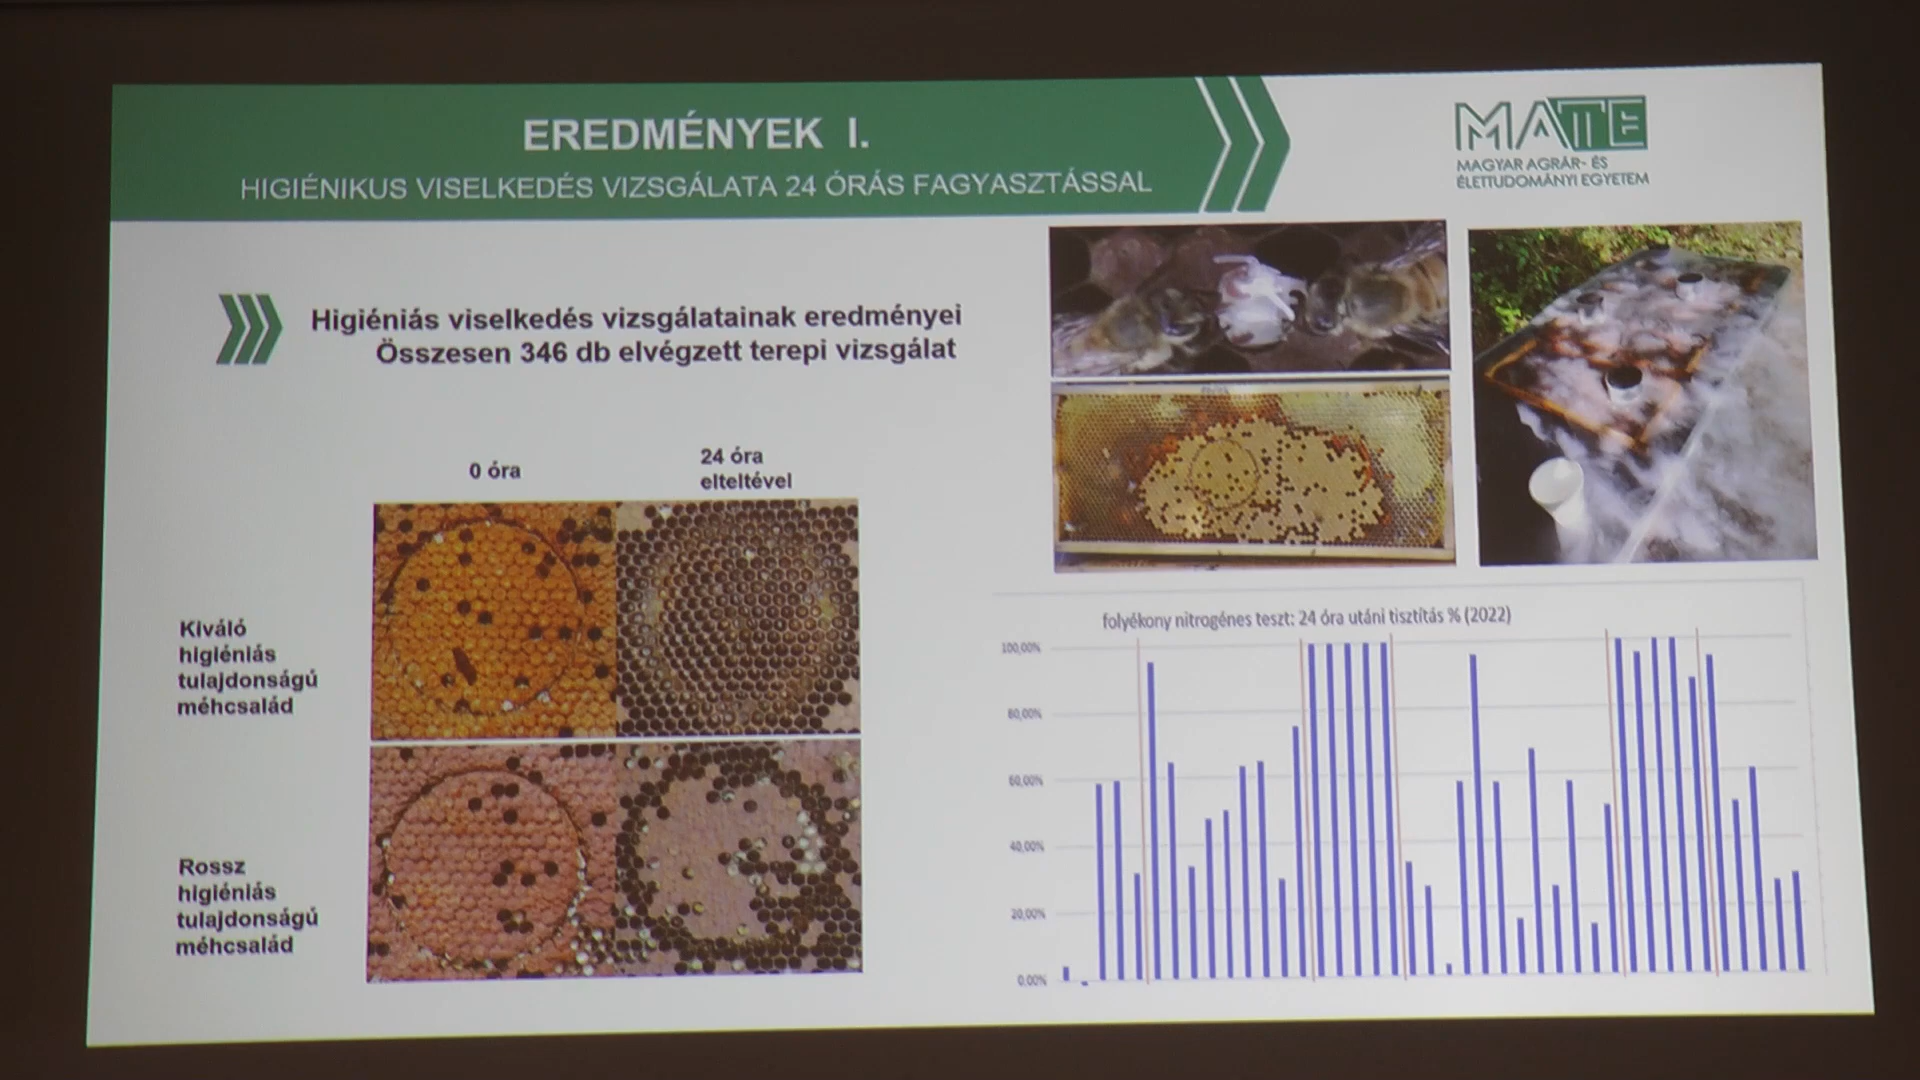 EREDMÉNYEK I.
HIGIÉNIKUS VISELKEDÉS VIZSGÁLATA 24 ÓRÁS FAGYASZTÁSSAL
MATE
MAGYAR AGRÁR- ÉS
ÉLETTUDOMÁNYI EGYETEM
Higiéniás viselkedés vizsgálatainak eredményei
Összesen 346 db elvégzett terepi vizsgálat
0 óra
24 óra
elteltével
Kiváló
higiéniás
tulajdonságú
méhcsalád
Rossz
higiéniás
tulajdonságú
méhcsalád
folyékony nitrogénes teszt: 24 óra utáni tisztítás % (2022)
100,00%
80,00%
60,00%
40,00%
20,00%
0,00%